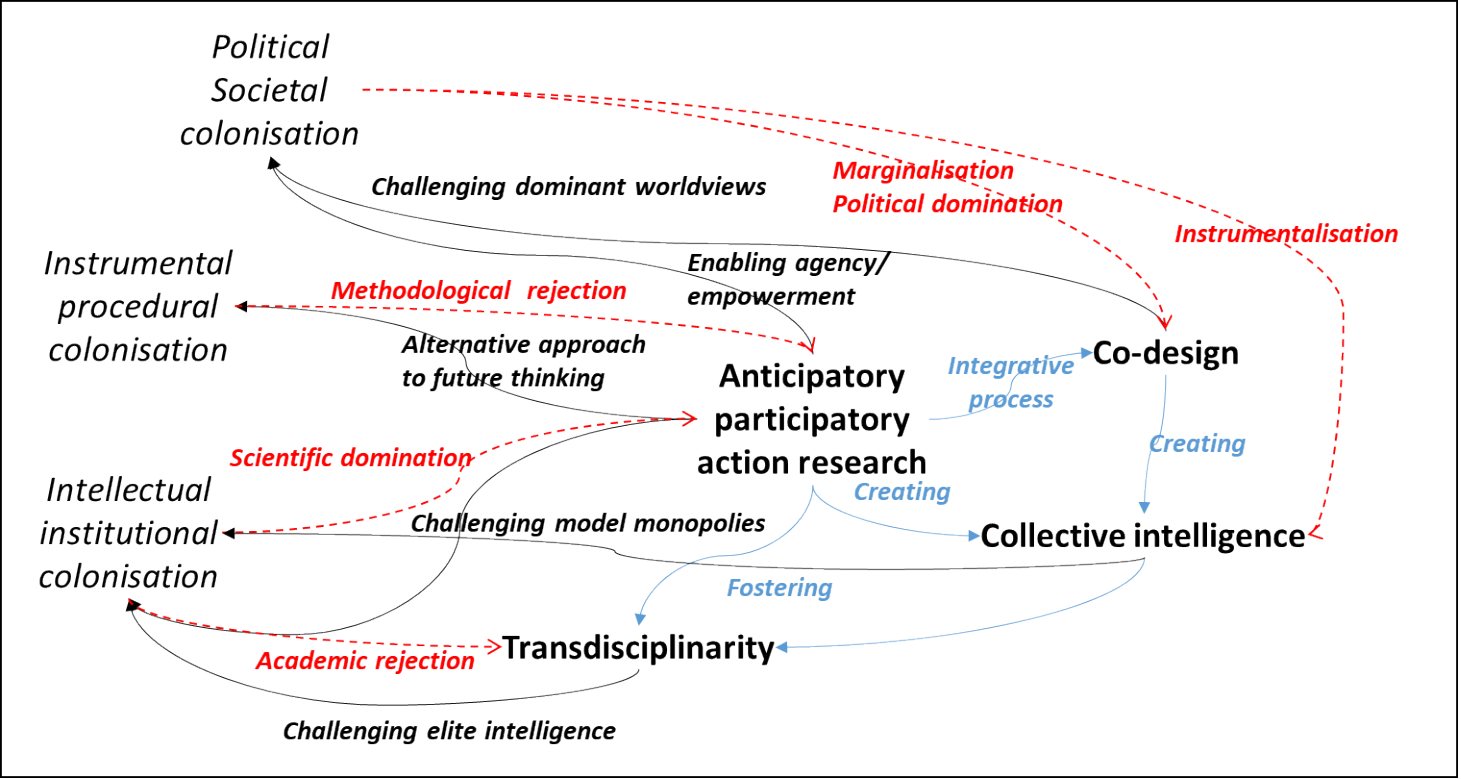 Political
Societal
colonisation
Challenging dominant worldviews
Marginalisation
Political domination
Instrumentalisation
Instrumental
procedural
colonisation
Methodological rejection
Enabling agency/
empowerment
Alternative approach
to future thinking
Anticipatory
participatory
action research
Integrative
process
Co-design
Creating
Scientific domination
Intellectual
institutional
colonisation
Creating
Challenging model monopolies
Collective intelligence
Fostering
Transdisciplinarity
Academic rejection
Challenging elite intelligence